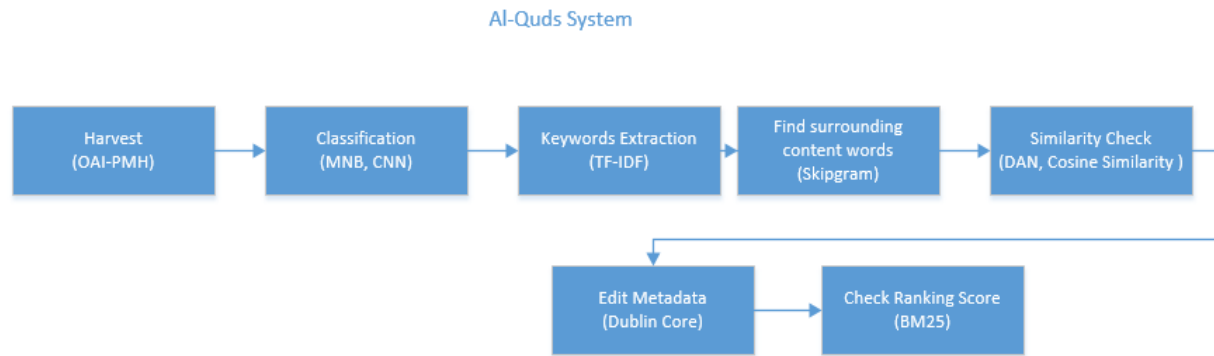 Al-Quds System
Harvest
(OAI-PMH)
Classification
(MNB, CNN)
Keywords Extraction
(TF-IDF)
Find surrounding
content words
(Skipgram)
Similarity Check
(DAN, Cosine Similarity )
Edit Metadata
(Dublin Core)
Check Ranking Score
(BM25)